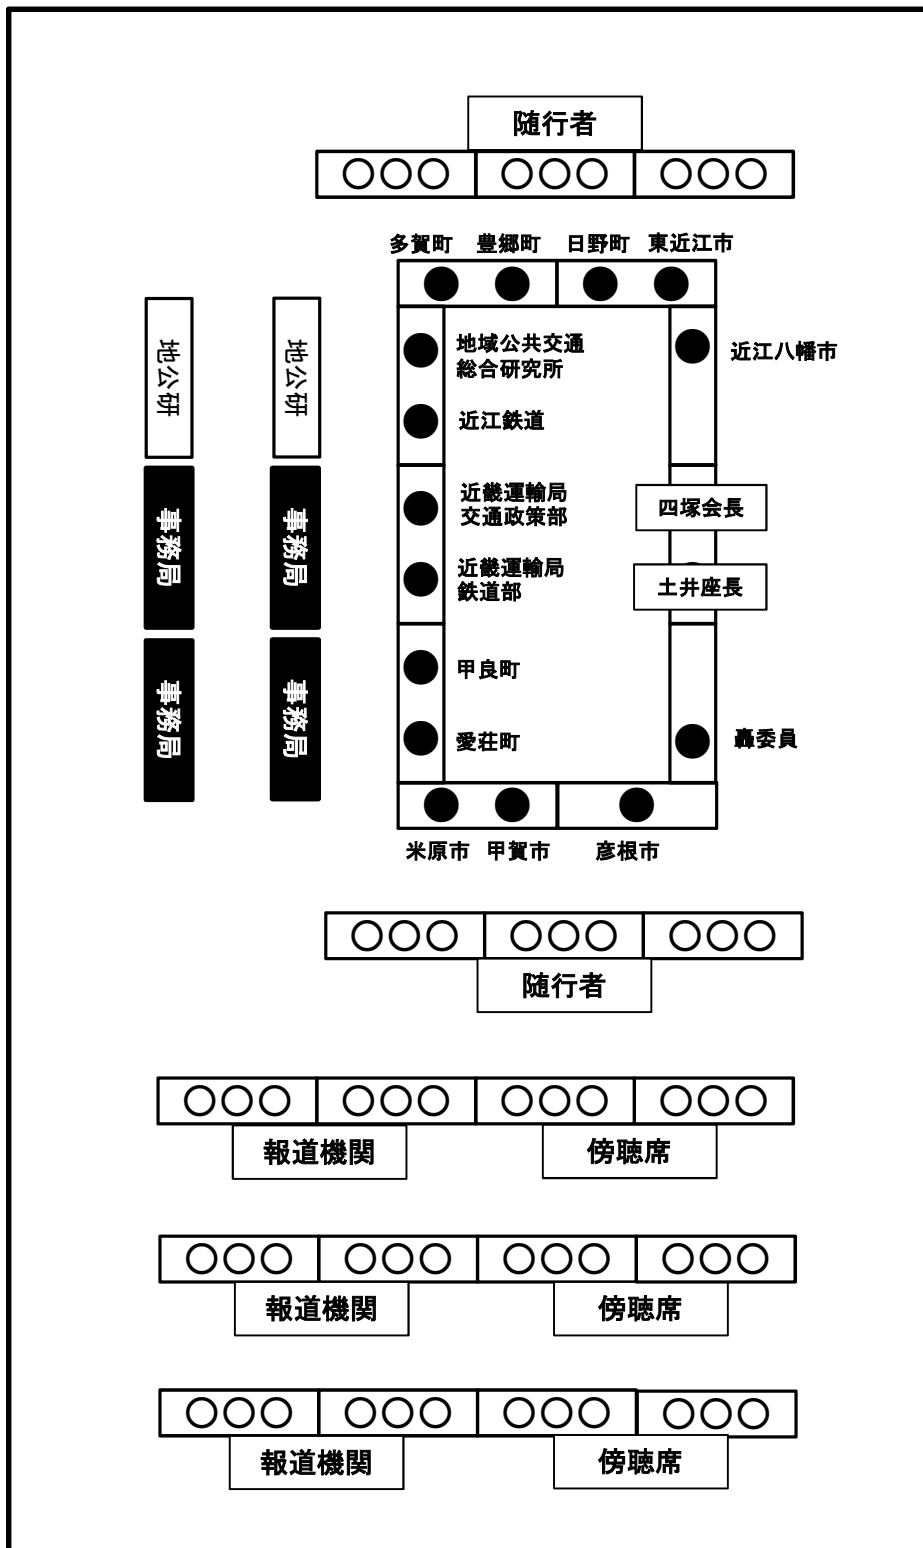 随行者
多賀町
豊郷町
日野町
東近江市
地域公共交通
総合研究所
近江八幡市
近江鉄道
近畿運輸局
交通政策部
四塚会長
近畿運輸局
鉄道部
土井座長
甲良町
愛荘町
轟委員
米原市
甲賀市
彦根市
地公研
地公研
事務局
事務局
事務局
事務局
随行者
報道機関
傍聴席
報道機関
傍聴席
報道機関
傍聴席